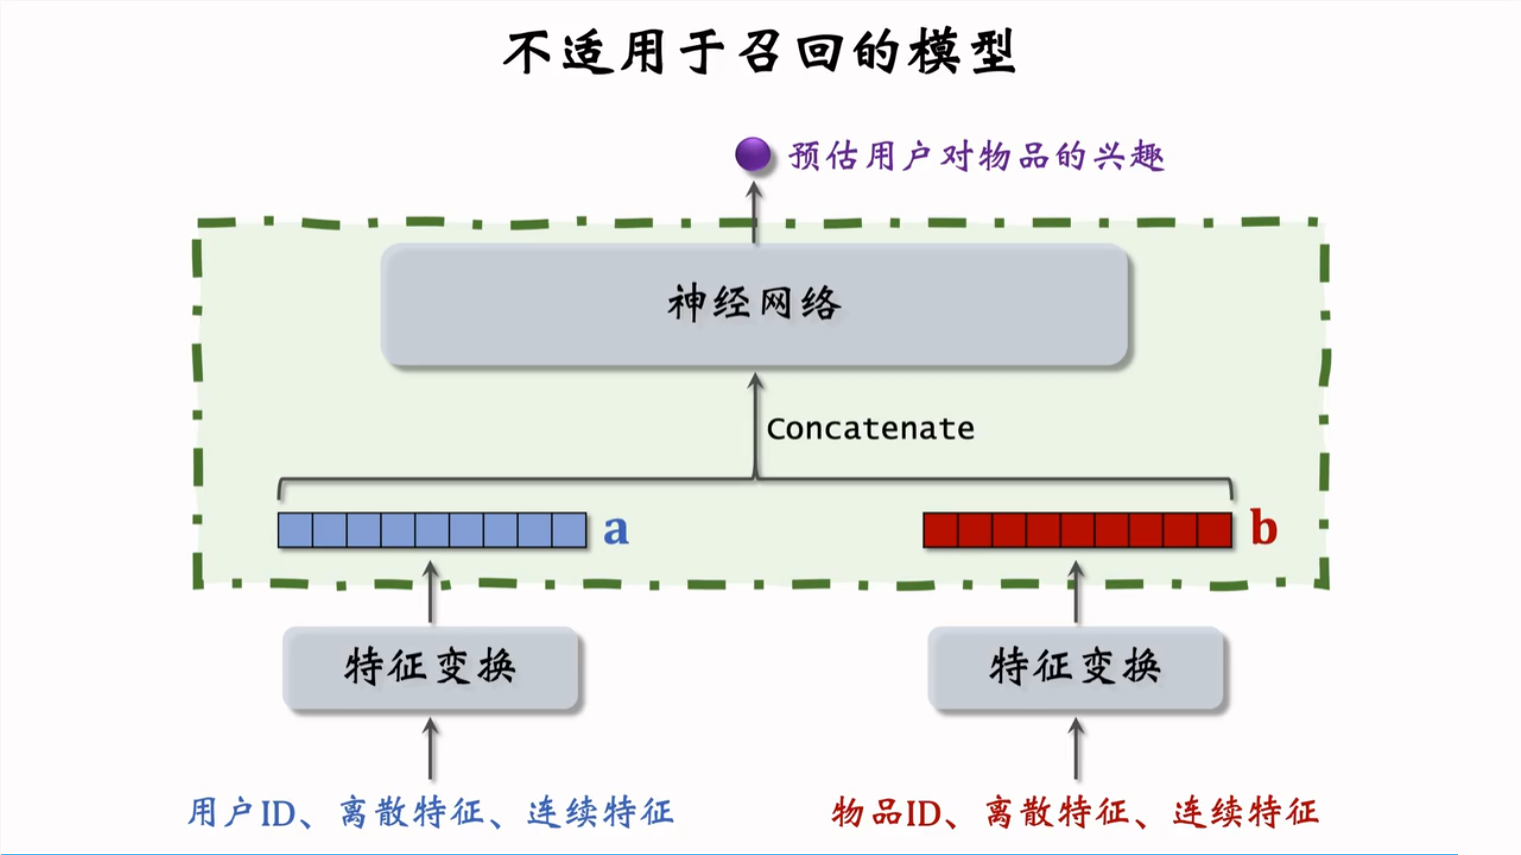 不适用于召回的模型
预估用户对物品的兴趣
神经网络
Concatenate
a
b
特征变换
特征变换
用户ID、离散特征、连续特征
物品ID、离散特征、连续特征